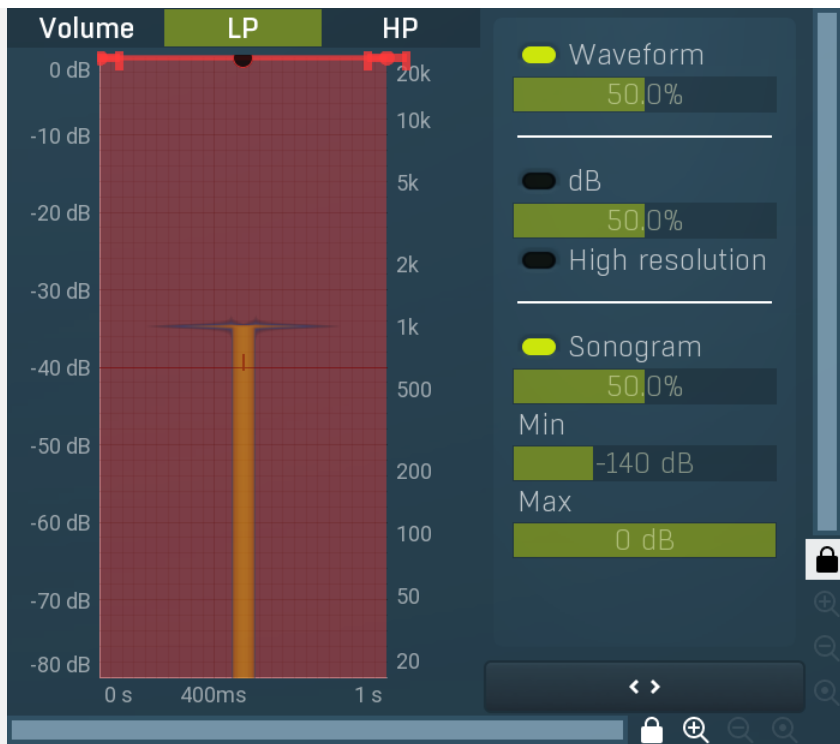 Volume LP HP
0 dB
-10 dB
-20 dB
-30 dB
-40 dB
-50 dB
-60 dB
-70 dB
-80 dB
20k
10k
5k
2k
1k
500
200
100
50
20
0 s 400ms 1 s
Waveform
50.0%
dB
50.0%
High resolution
Sonogram
50.0%
Min
-140 dB
Max
0 dB